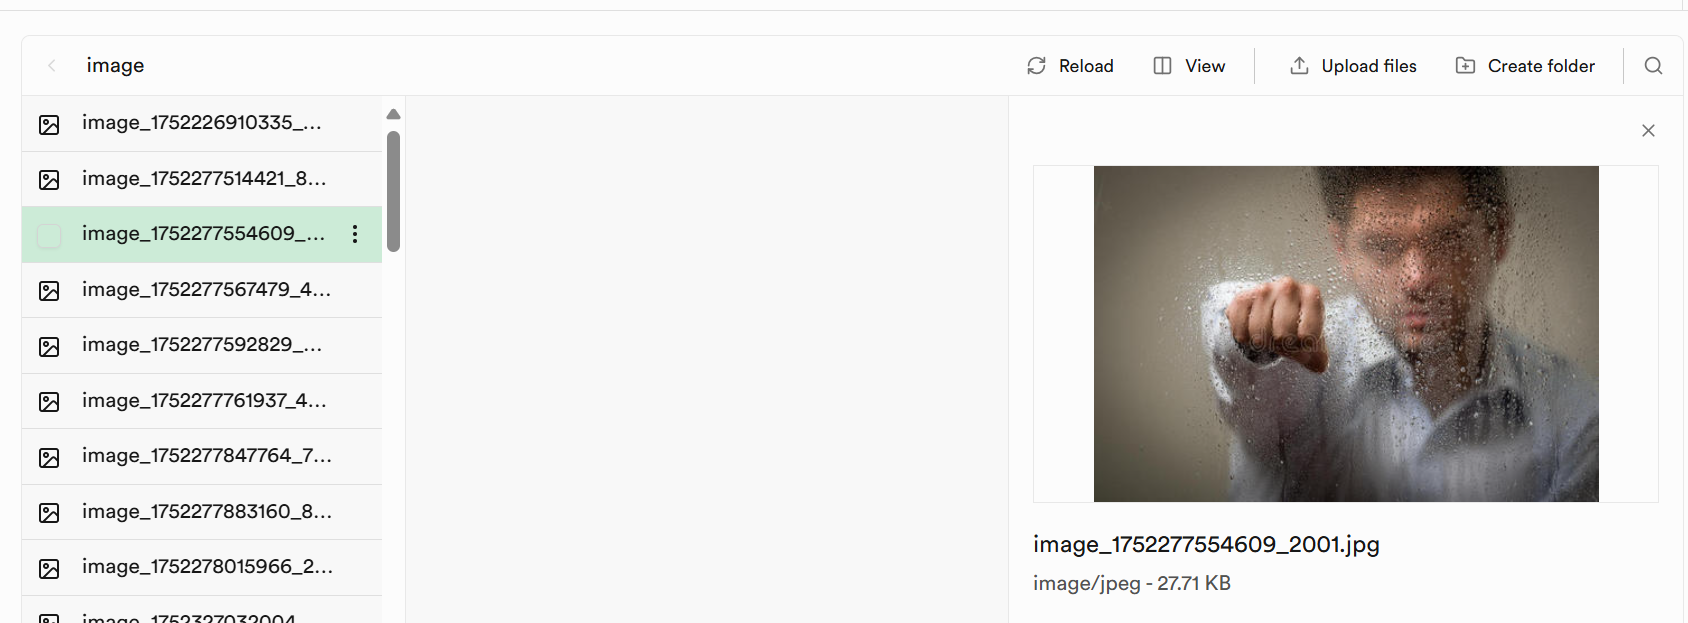 image
Reload
View
Upload files
Create folder
image_1752226910335_...
image_1752277514421_8...
image_1752277554609_...
image_1752277567479_4...
image_1752277592829_...
image_1752277761937_4...
image_1752277847764_7...
image_1752277883160_8...
image_1752278015966_2...
image_1752327032004
image_1752277554609_2001.jpg
image/jpeg - 27.71 KB